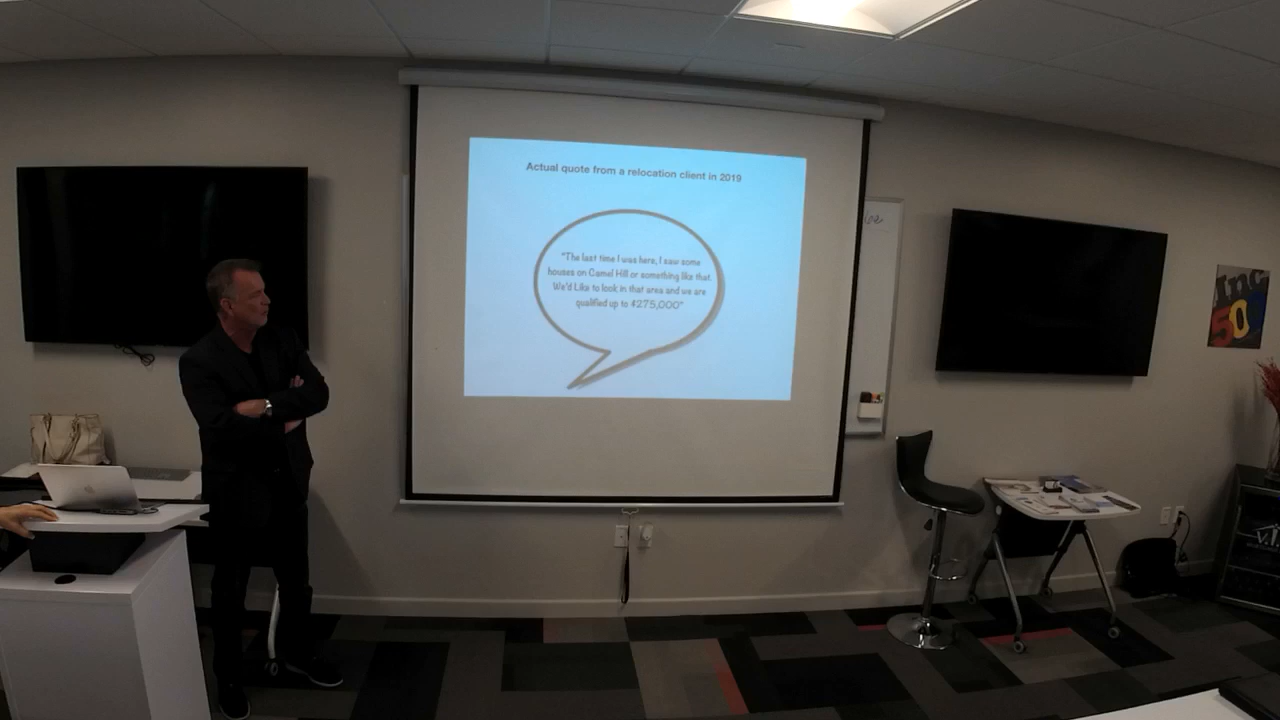 Actual quote from a relocation client in 2019
"The last time I was here, I saw some
houses on Camel Hill or something like that.
We'd Like to look in that area and we are
qualified up to $275,000"
Inc
500